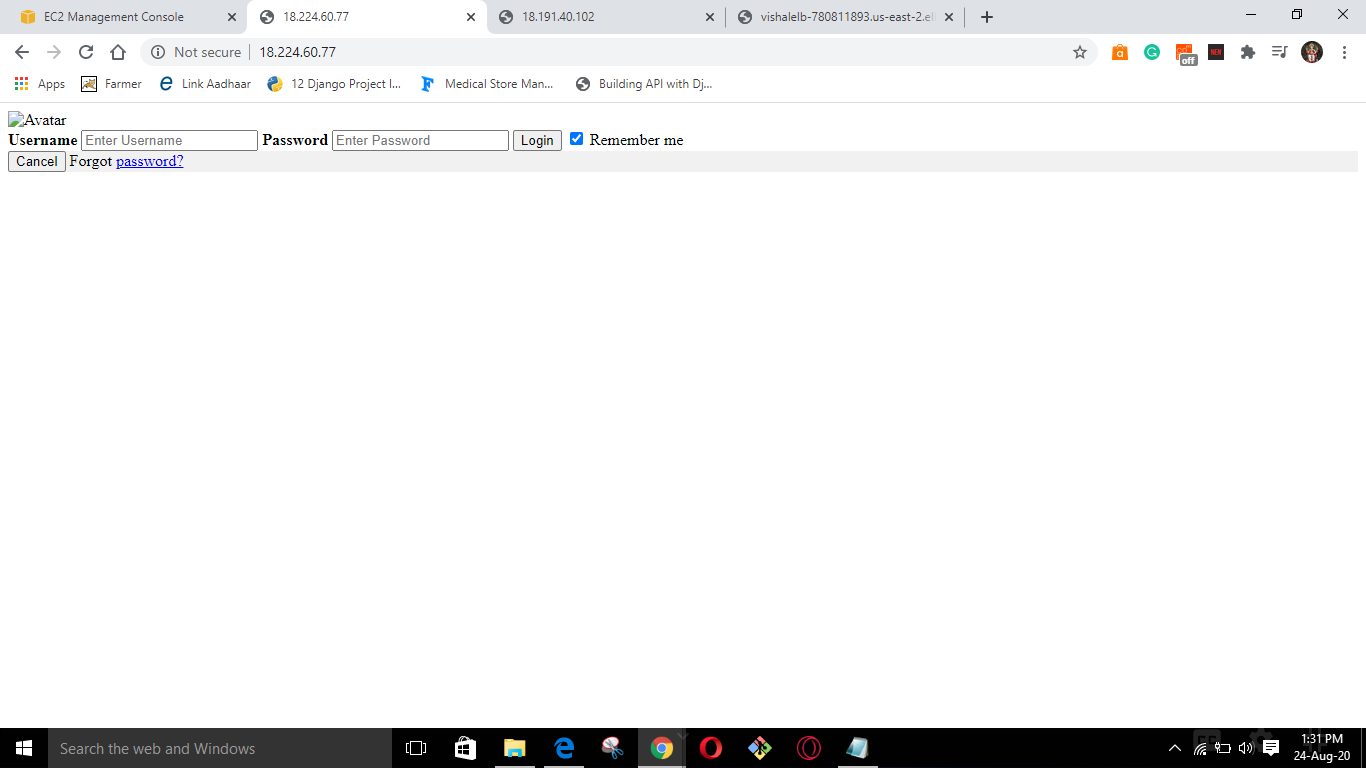 EC2 Management Console
18.224.60.77
18.191.40.102
vishalelb-780811893.us-east-2.el
Not secure
18.224.60.77
off
NEW
Apps
Farmer
Link Aadhaar
12 Django Project I...
Medical Store Man...
Building API with Dj...
Avatar
Username Enter Username Password Enter Password Login Remember me
Cancel Forgot password?
Search the web and Windows
1:31 PM
24-Aug-20